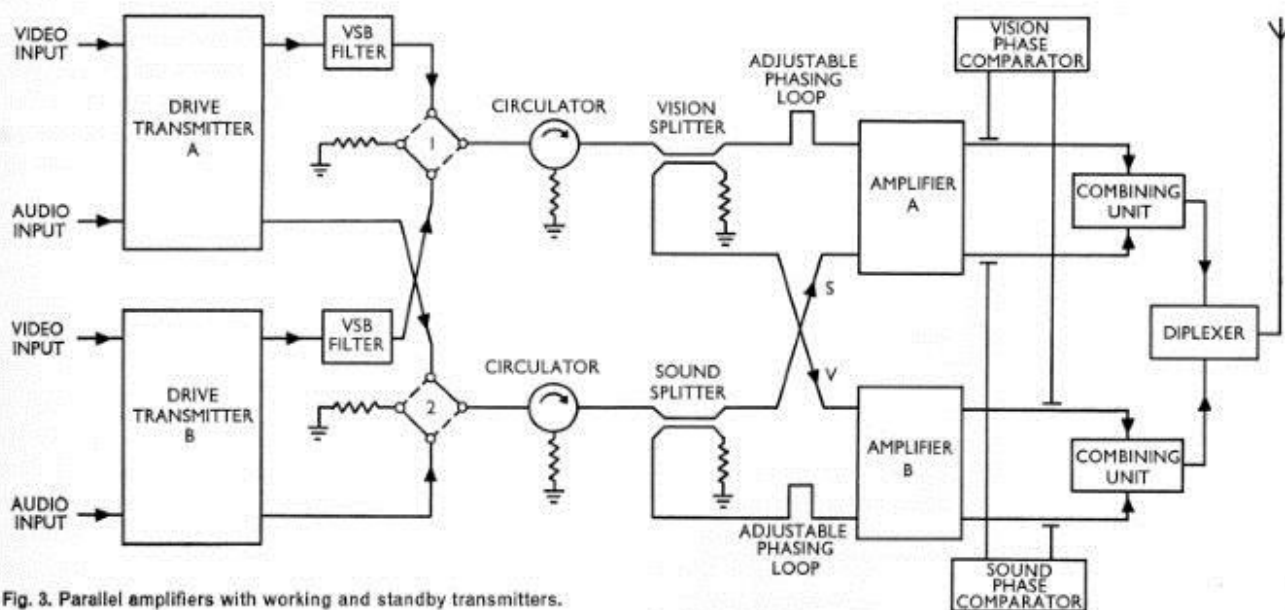 VIDEO
INPUT
DRIVE
TRANSMITTER
A
AUDIO
INPUT
VSB
FILTER
1
CIRCULATOR
VISION
SPLITTER
ADJUSTABLE
PHASING
LOOP
AMPLIFIER
A
VISION
PHASE
COMPARATOR
COMBINING
UNIT
DIPLEXER
S
V
VIDEO
INPUT
DRIVE
TRANSMITTER
B
AUDIO
INPUT
VSB
FILTER
2
CIRCULATOR
SOUND
SPLITTER
ADJUSTABLE
PHASING
LOOP
AMPLIFIER
B
COMBINING
UNIT
SOUND
PHASE
COMPARATOR
Fig. 3. Parallel amplifiers with working and standby transmitters.